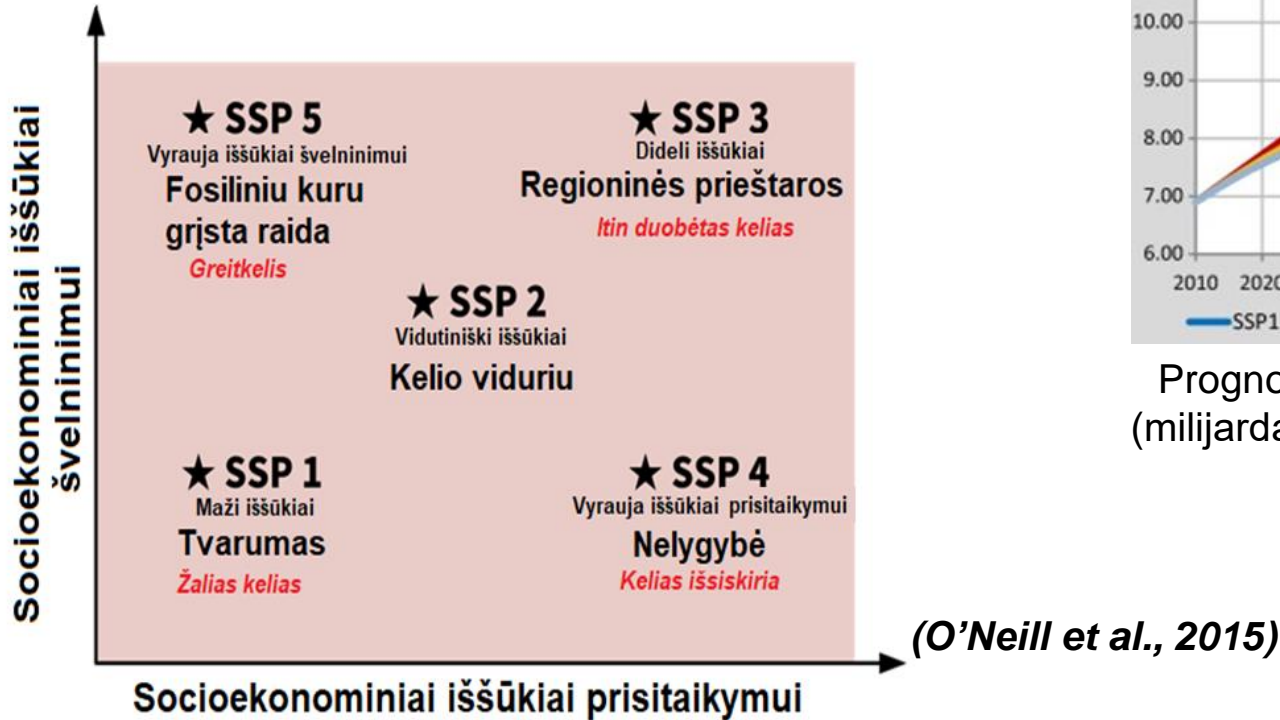 Socioekonominiai iššūkiai
švelninimui
★ SSP 5
Vyrauja iššūkiai švelninimui
Fosiliniu kuru
grįsta raida
Greitkelis
★ SSP 3
Dideli iššūkiai
Regioninės prieštaros
Itin duobėtas kelias
★ SSP 2
Vidutiniški iššūkiai
Kelio viduriu
★ SSP 1
Maži iššūkiai
Tvarumas
Žalias kelias
★ SSP 4
Vyrauja iššūkiai prisitaikymui
Nelygybė
Kelias išsiskiria
Socioekonominiai iššūkiai prisitaikymui
(O’Neill et al., 2015)
10.00
9.00
8.00
7.00
6.00
2010 2020
SSP1
(milijarda